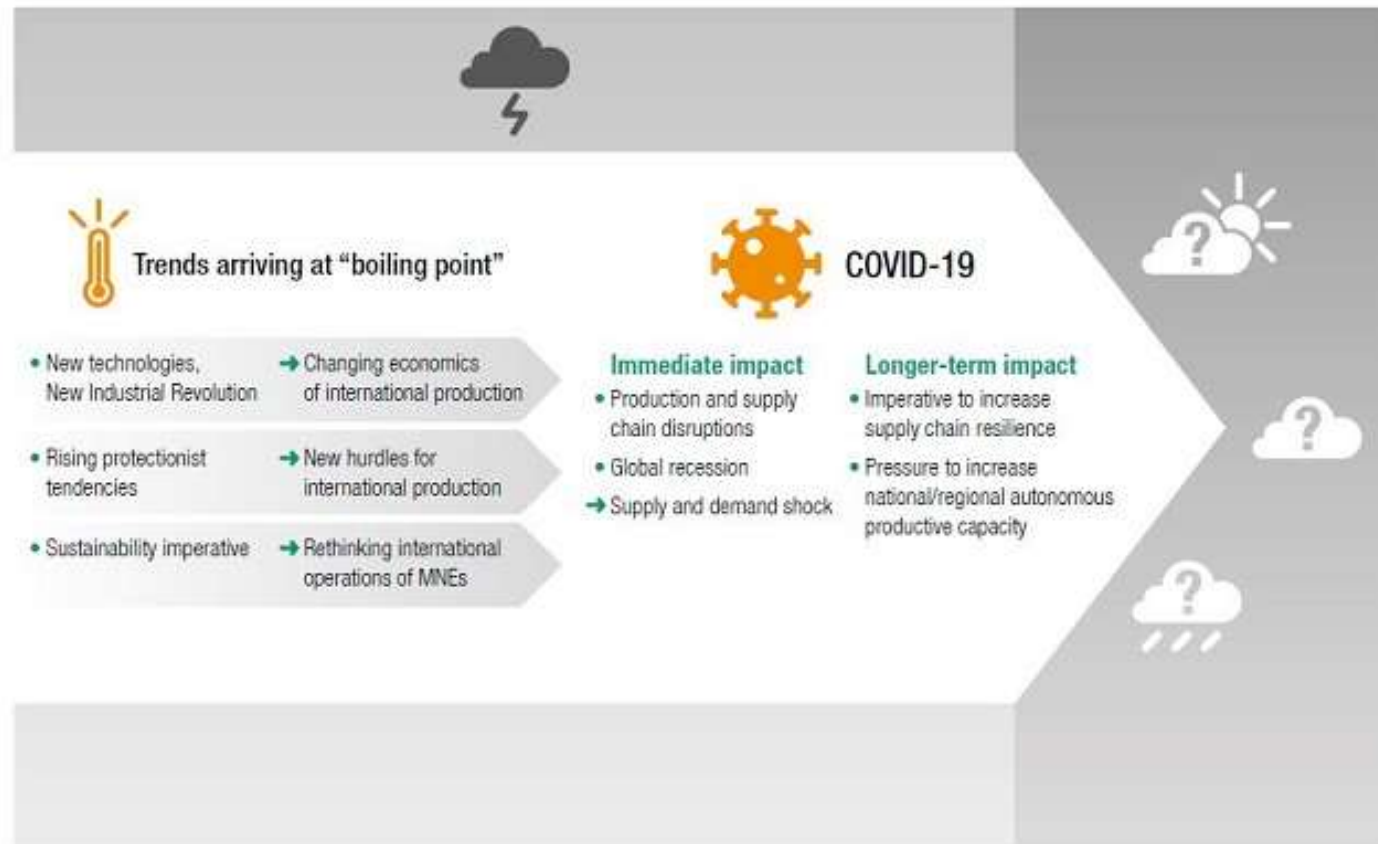 Trends arriving at “boiling point”
• New technologies,
New Industrial Revolution
➔ Changing economics
of international production
• Rising protectionist
tendencies
➔ New hurdles for
international production
• Sustainability imperative
➔ Rethinking international
operations of MNEs
COVID-19
Immediate impact
• Production and supply
chain disruptions
• Global recession
➔ Supply and demand shock
Longer-term impact
• Imperative to increase
supply chain resilience
• Pressure to increase
national/regional autonomous
productive capacity
?
?
?